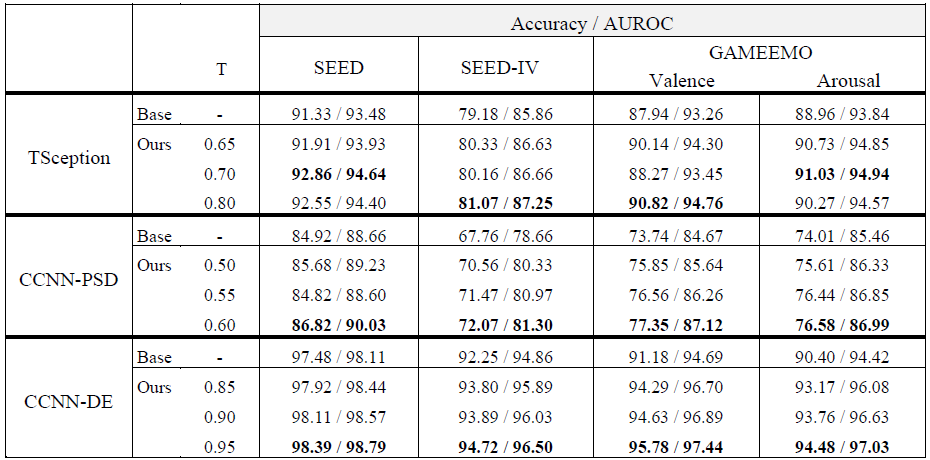 Accuracy / AUROC
T SEED SEED-IV GAMEEMO
Valence Arousal
TSception
Base - 91.33 / 93.48 79.18 / 85.86 87.94 / 93.26 88.96 / 93.84
Ours 0.65 91.91 / 93.93 80.33 / 86.63 90.14 / 94.30 90.73 / 94.85
0.70 92.86 / 94.64 80.16 / 86.66 88.27 / 93.45 91.03 / 94.94
0.80 92.55 / 94.40 81.07 / 87.25 90.82 / 94.76 90.27 / 94.57
CCNN-PSD
Base - 84.92 / 88.66 67.76 / 78.66 73.74 / 84.67 74.01 / 85.46
Ours 0.50 85.68 / 89.23 70.56 / 80.33 75.85 / 85.64 75.61 / 86.33
0.55 84.82 / 88.60 71.47 / 80.97 76.56 / 86.26 76.44 / 86.85
0.60 86.82 / 90.03 72.07 / 81.30 77.35 / 87.12 76.58 / 86.99
CCNN-DE
Base - 97.48 / 98.11 92.25 / 94.86 91.18 / 94.69 90.40 / 94.42
Ours 0.85 97.92 / 98.44 93.80 / 95.89 94.29 / 96.70 93.17 / 96.08
0.90 98.11 / 98.57 93.89 / 96.03 94.63 / 96.89 93.76 / 96.63
0.95 98.39 / 98.79 94.72 / 96.50 95.78 / 97.44 94.48 / 97.03